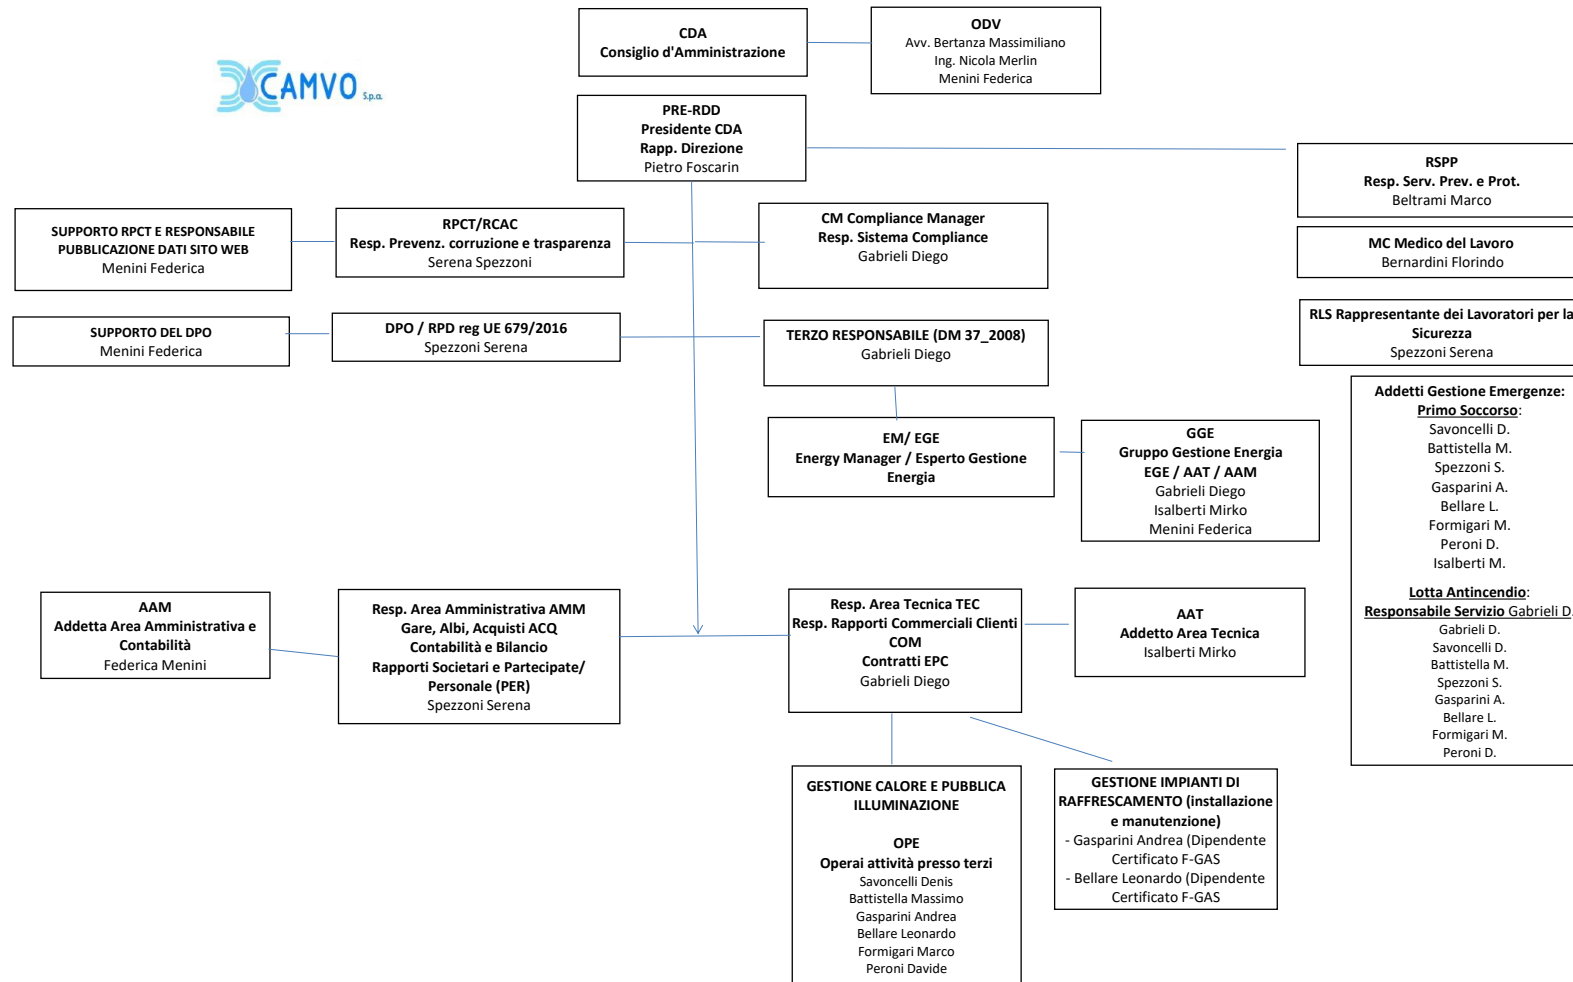 CDA
Consiglio d'Amministrazione
ODV
Avv. Bertanza Massimiliano
Ing. Nicola Merlin
Menini Federica
CAMVO S.p.a.
PRE-RDD
Presidente CDA
Rapp. Direzione
Pietro Foscarin
RSPP
Resp. Serv. Prev. e Prot.
Beltrami Marco
SUPPORTO RPCT E RESPONSABILE
PUBBLICAZIONE DATI SITO WEB
Menini Federica
RPCT/RCAC
Resp. Prevenz. corruzione e trasparenza
Serena Spezzoni
CM Compliance Manager
Resp. Sistema Compliance
Gabrieli Diego
MC Medico del Lavoro
Bernardini Florindo
SUPPORTO DEL DPO
Menini Federica
DPO / RPD reg UE 679/2016
Spezzoni Serena
TERZO RESPONSABILE (DM 37_2008)
Gabrieli Diego
RLS Rappresentante dei Lavoratori per la
Sicurezza
Spezzoni Serena
EM/ EGE
Energy Manager / Esperto Gestione
Energia
GGE
Gruppo Gestione Energia
EGE / AAT / AAM
Gabrieli Diego
Isalberti Mirko
Menini Federica
Addetti Gestione Emergenze:
Primo Soccorso:
Savoncelli D.
Battistella M.
Spezzoni S.
Gasparini A.
Bellare L.
Formigari M.
Peroni D.
Isalberti M.
Lotta Antincendio:
Responsabile Servizio Gabrieli D.
Gabrieli D.
Savoncelli D.
Battistella M.
Spezzoni S.
Gasparini A.
Bellare L.
Formigari M.
Peroni D.
AAM
Addetta Area Amministrativa e
Contabilità
Federica Menini
Resp. Area Amministrativa AMM
Gare, Albi, Acquisti ACQ
Contabilità e Bilancio
Rapporti Societari e Partecipate/
Personale (PER)
Spezzoni Serena
Resp. Area Tecnica TEC
Resp. Rapporti Commerciali Clienti
COM
Contratti EPC
Gabrieli Diego
AAT
Addetto Area Tecnica
Isalberti Mirko
GESTIONE CALORE E PUBBLICA
ILLUMINAZIONE
OPE
Operai attività presso terzi
Savoncelli Denis
Battistella Massimo
Gasparini Andrea
Bellare Leonardo
Formigari Marco
Peroni Davide
GESTIONE IMPIANTI DI
RAFFRESCAMENTO (installazione
e manutenzione)
- Gasparini Andrea (Dipendente
Certificato F-GAS
- Bellare Leonardo (Dipendente
Certificato F-GAS